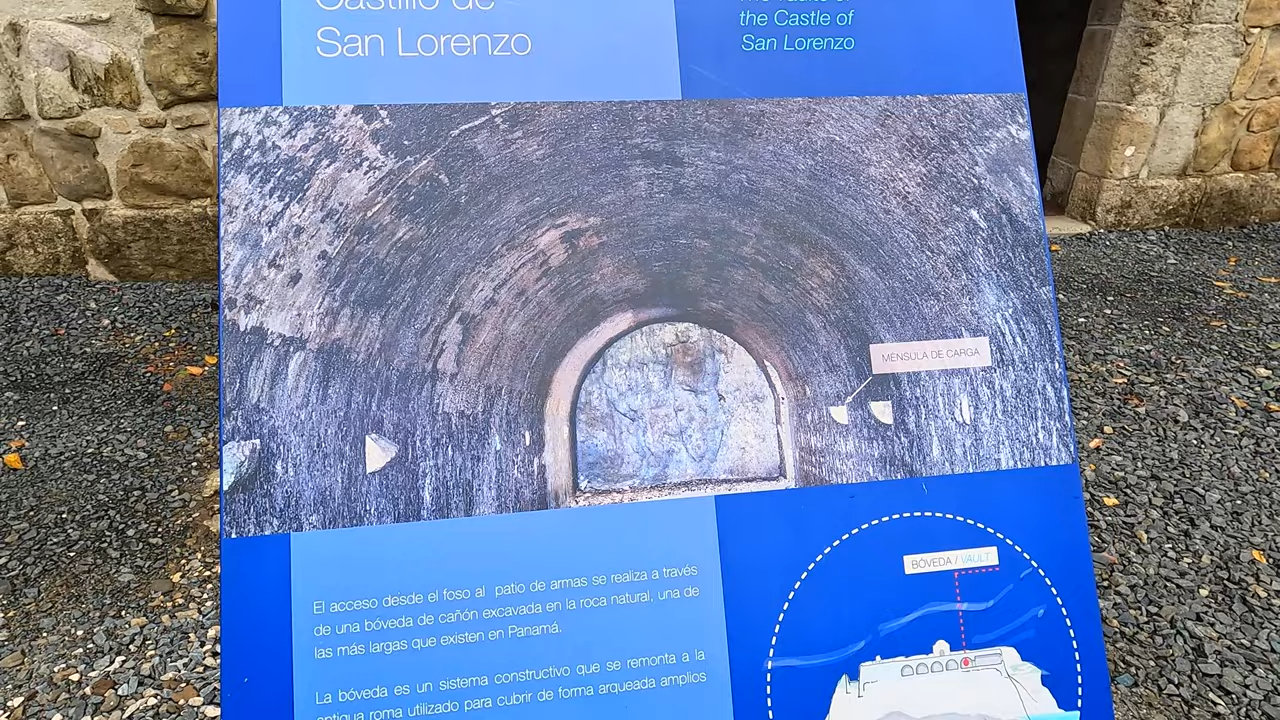 Castillo de
San Lorenzo
The Vaults of
the Castle of
San Lorenzo
MÉNSULA DE CARGA
El acceso desde el foso al patio de armas se realiza a través
de una bóveda de cañón excavada en la roca natural, una de
las más largas que existen en Panamá.
La bóveda es un sistema constructivo que se remonta a la
antigua roma utilizado para cubrir de forma arqueada amplios
BÓVEDA / VAULT